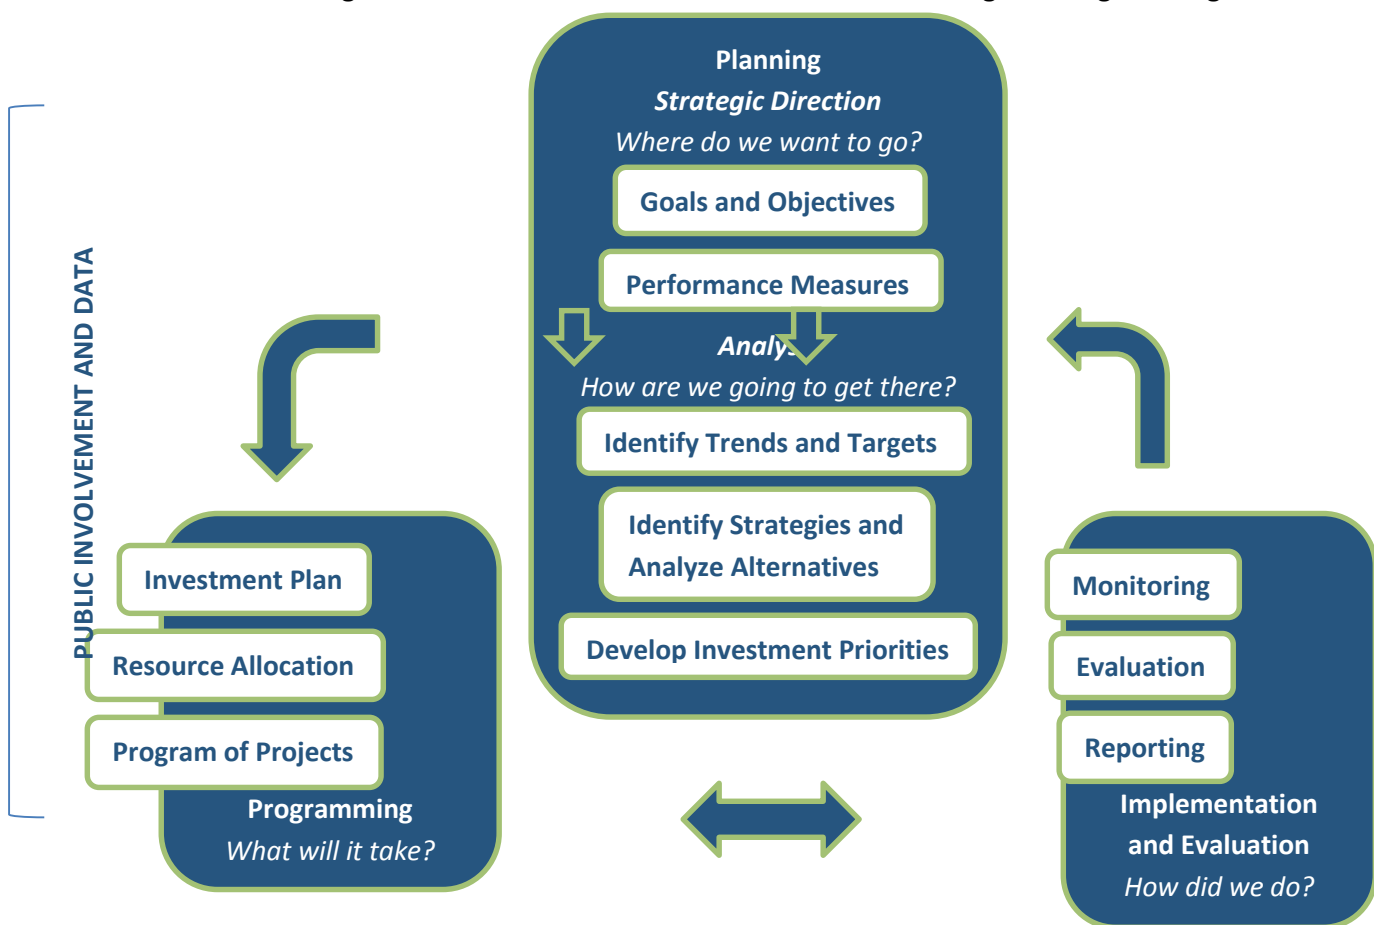 Planning
Strategic Direction
Where do we want to go?
Goals and Objectives
Performance Measures
How are we going to get there?
Identify Trends and Targets
Identify Strategies and
Analyze Alternatives
Develop Investment Priorities
PUBLIC INVOLVEMENT AND DATA
Investment Plan
Resource Allocation
Program of Projects
Programming
What will it take?
Monitoring
Evaluation
Reporting
Implementation
and Evaluation
How did we do?